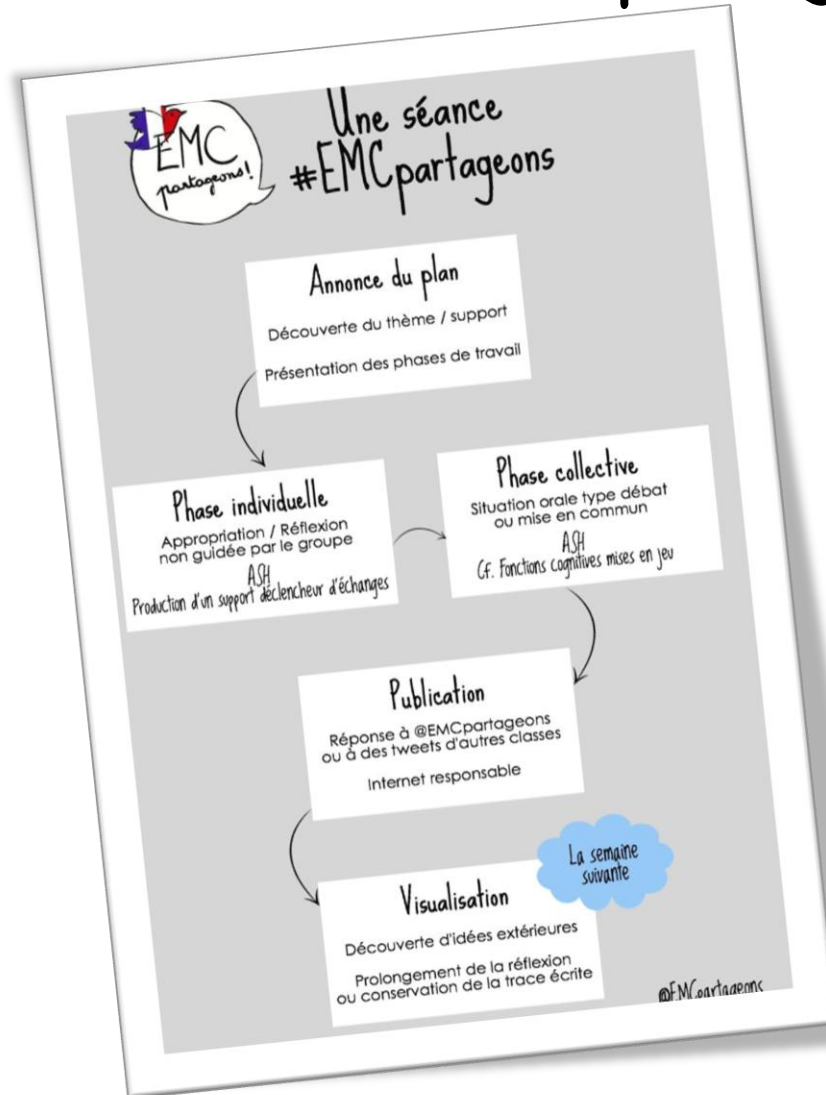 EMC
partageons!
Une séance
#EMCpartageons
Annonce du plan
Découverte du thème / support
Présentation des phases de travail
Phase individuelle
Appropriation / Réflexion
non guidée par le groupe
ASH
Production d'un support déclencheur d'échanges
Phase collective
Situation orale type débat
ou mise en commun
ASH
Cf. Fonctions cognitives mises en jeu
Publication
Réponse à @EMCpartageons
ou à des tweets d'autres classes
Internet responsable
La semaine
suivante
Visualisation
Découverte d'idées extérieures
Prolongement de la réflexion
ou conservation de la trace écrite
@EMCpartageons